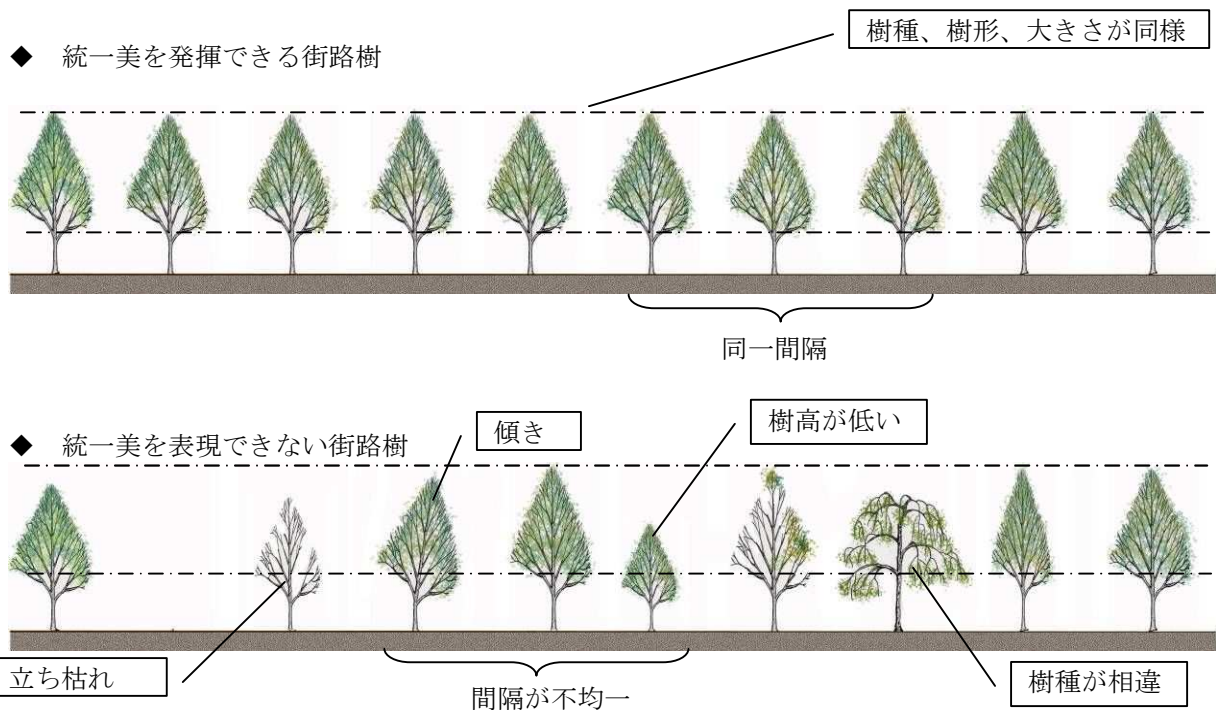 樹種、樹形、大きさが同様
◆ 統一美を発揮できる街路樹
同一間隔
樹高が低い
傾き
◆ 統一美を表現できない街路樹
立ち枯れ
間隔が不均一
樹種が相違